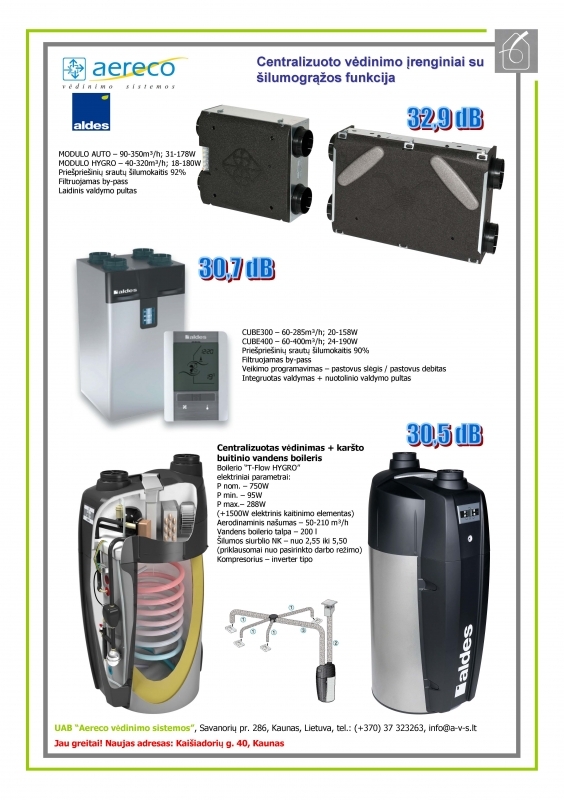 aereco
vėdinimo sistemos
aldes
Centralizuoto vėdinimo įrenginiai su
šilumogrąžos funkcija
32,9 dB
MODULO AUTO – 90-350m³/h; 31-178W
MODULO HYGRO – 40-320m³/h; 18-180W
Priešpriešinių srautų šilumokaitis 92%
Filtruojamas by-pass
Laidinis valdymo pultas
30,7 dB
aldes
aldes
CUBE300 – 60-285m³/h; 20-158W
CUBE400 – 60-400m³/h; 24-190W
Priešpriešinių srautų šilumokaitis 90%
Filtruojamas by-pass
Veikimo programavimas – pastovus slėgis / pastovus debitas
Integruotas valdymas + nuotolinio valdymo pultas
30,5 dB
Centralizuotas vėdinimas + karšto
buitinio vandens boileris
Boilerio "T-Flow HYGRO"
elektriniai parametrai:
P nom. – 750W
P min. – 95W
P max.– 288W
(+1500W elektrinis kaitinimo elementas)
Aerodinaminis našumas – 50-210 m³/h
Vandens boilerio talpa – 200 l
Šilumos siurblio NK – nuo 2,55 iki 5,50
(priklausomai nuo pasirinkto darbo režimo)
Kompresorius – inverter tipo
aldes
UAB "Aereco vėdinimo sistemos", Savanorių pr. 286, Kaunas, Lietuva, tel.: (+370) 37 323263, info@a-v-s.lt
Jau greitai! Naujas adresas: Kaišiadorių g. 40, Kaunas